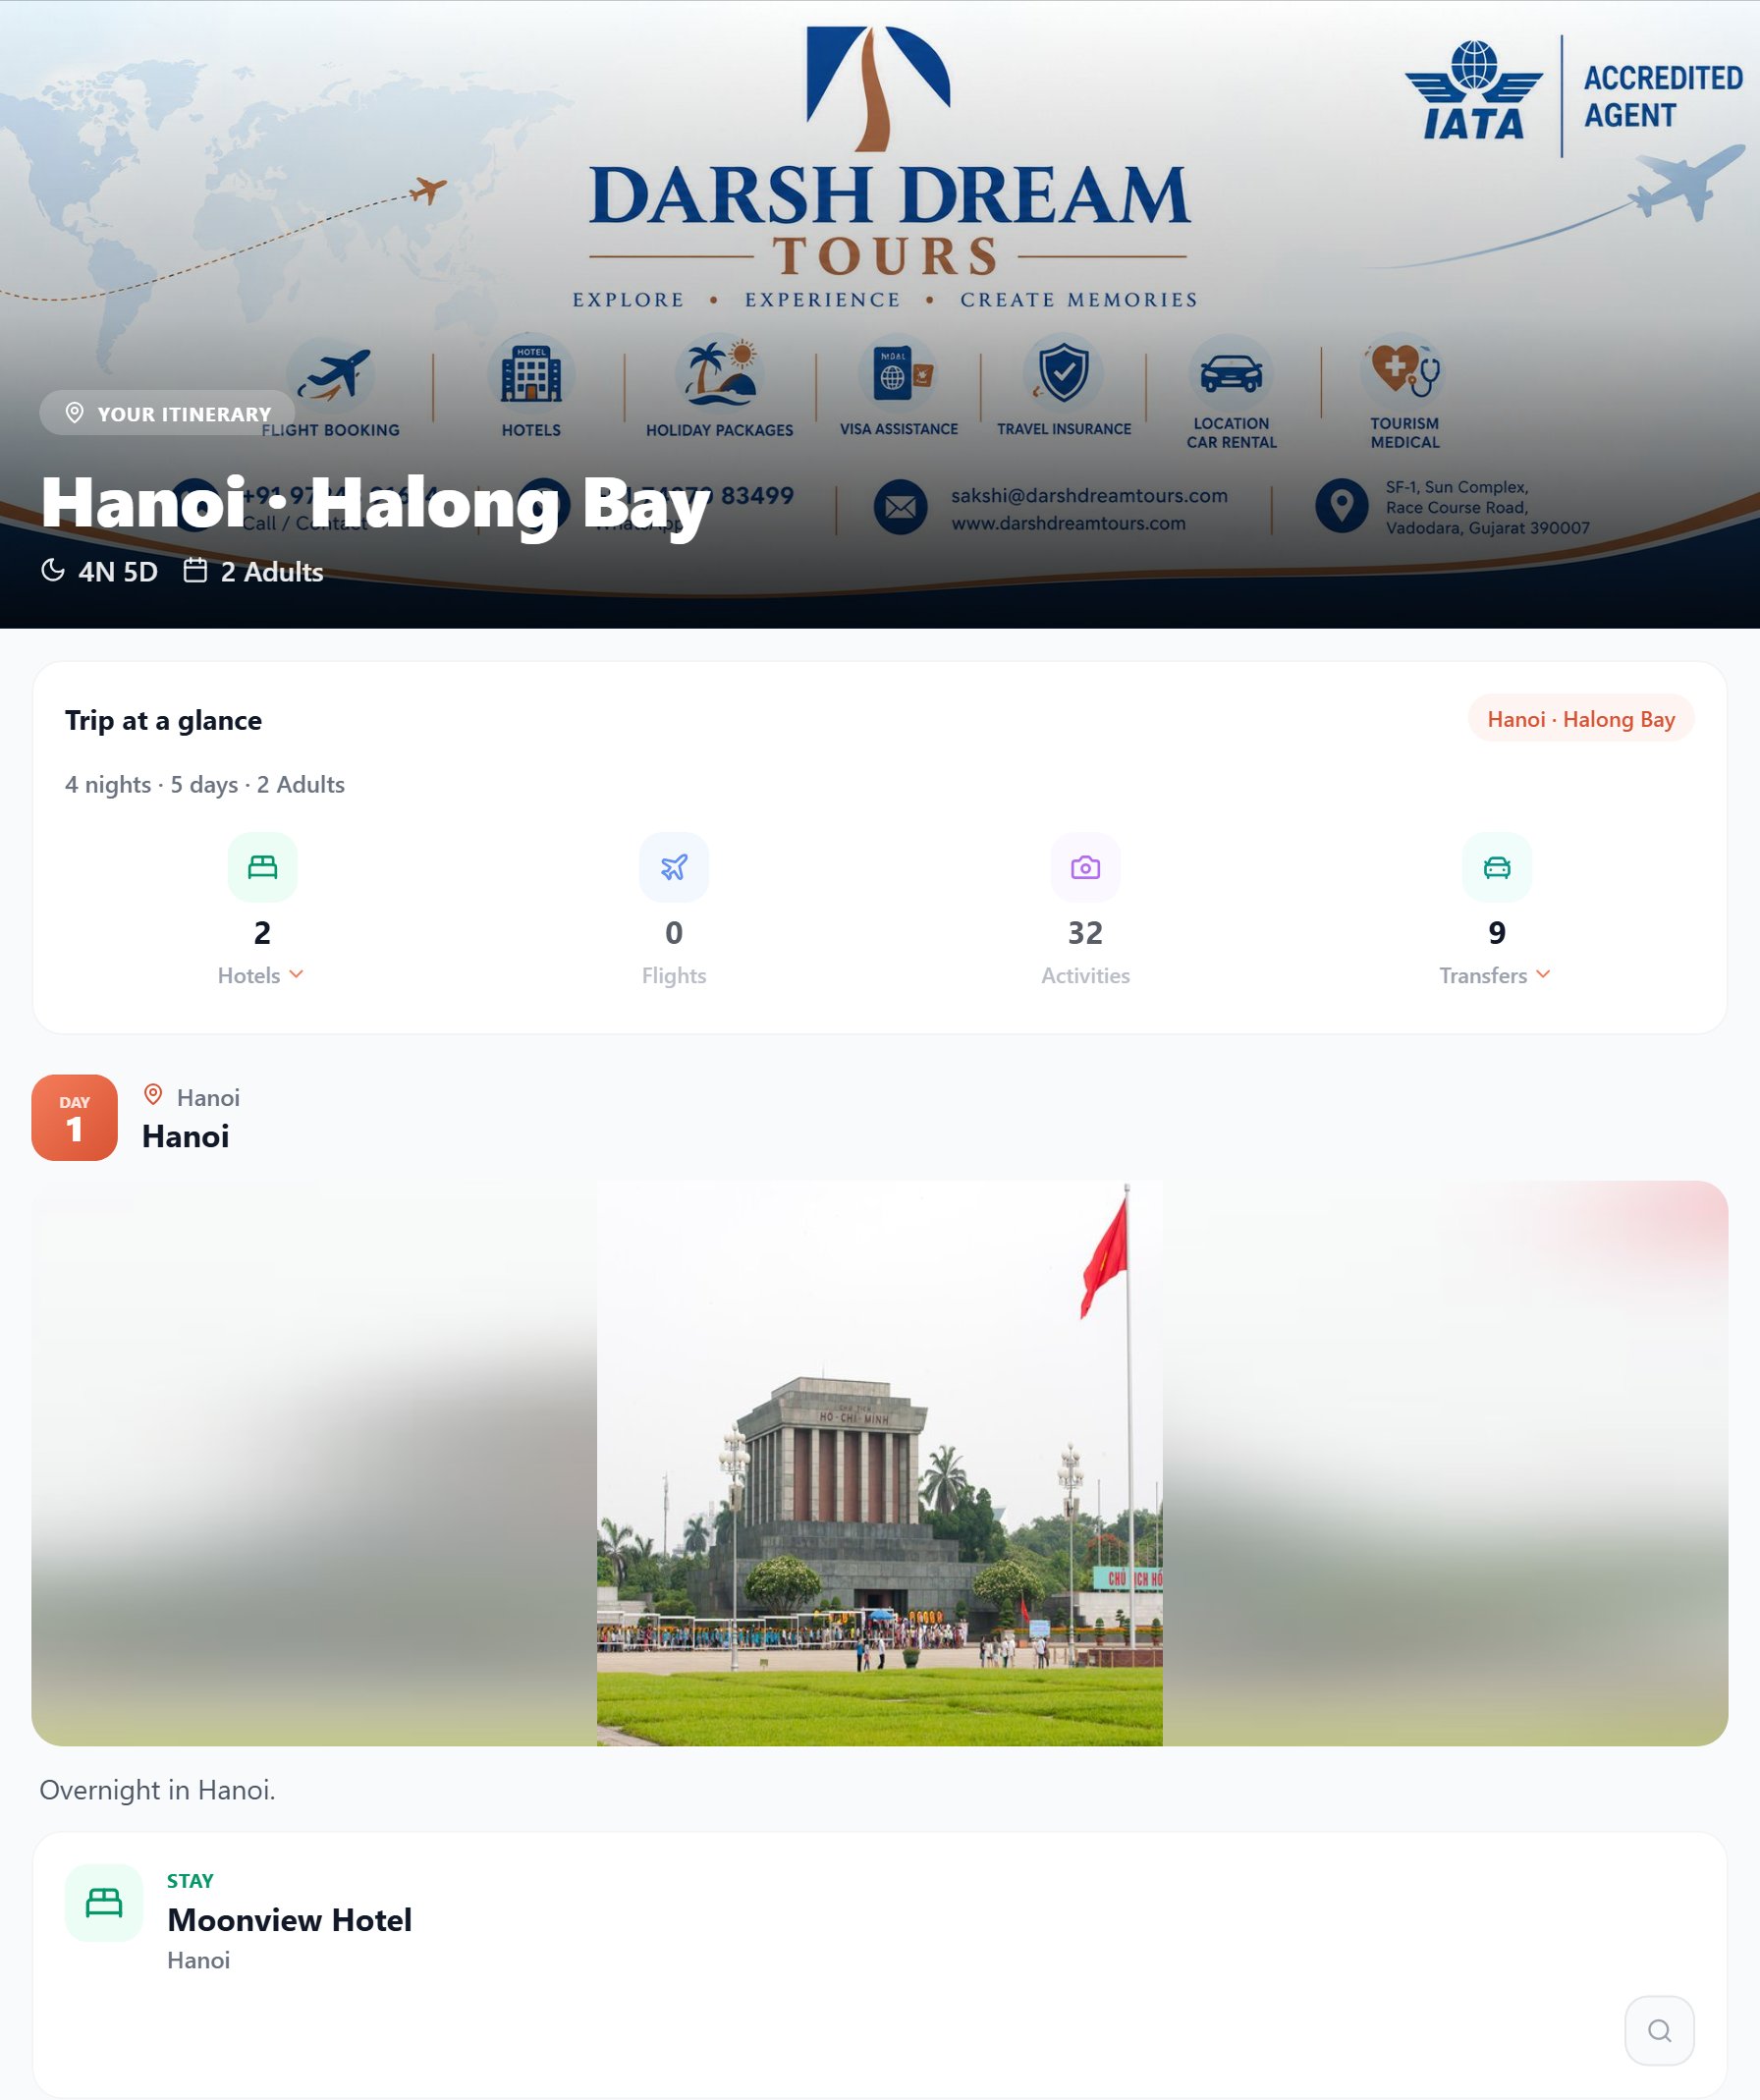 DARSH DREAM
TOURS
EXPLORE • EXPERIENCE • CREATE MEMORIES
IATA
ACCREDITED
AGENT
YOUR ITINERARY
HOTEL
FLIGHT BOOKING
HOTELS
HOLIDAY PACKAGES
VISA ASSISTANCE
TRAVEL INSURANCE
LOCATION
CAR RENTAL
TOURISM
MEDICAL
Hanoi · Halong Bay
83499
Call / Contact
sakshi@darshdreamtours.com
www.darshdreamtours.com
SF-1, Sun Complex,
Race Course Road,
Vadodara, Gujarat 390007
4N 5D 2 Adults
Trip at a glance
Hanoi · Halong Bay
4 nights · 5 days · 2 Adults
2
Hotels
0
Flights
32
Activities
9
Transfers
DAY
1
Hanoi
Hanoi
HO-CHI-MINH
Overnight in Hanoi.
STAY
Moonview Hotel
Hanoi